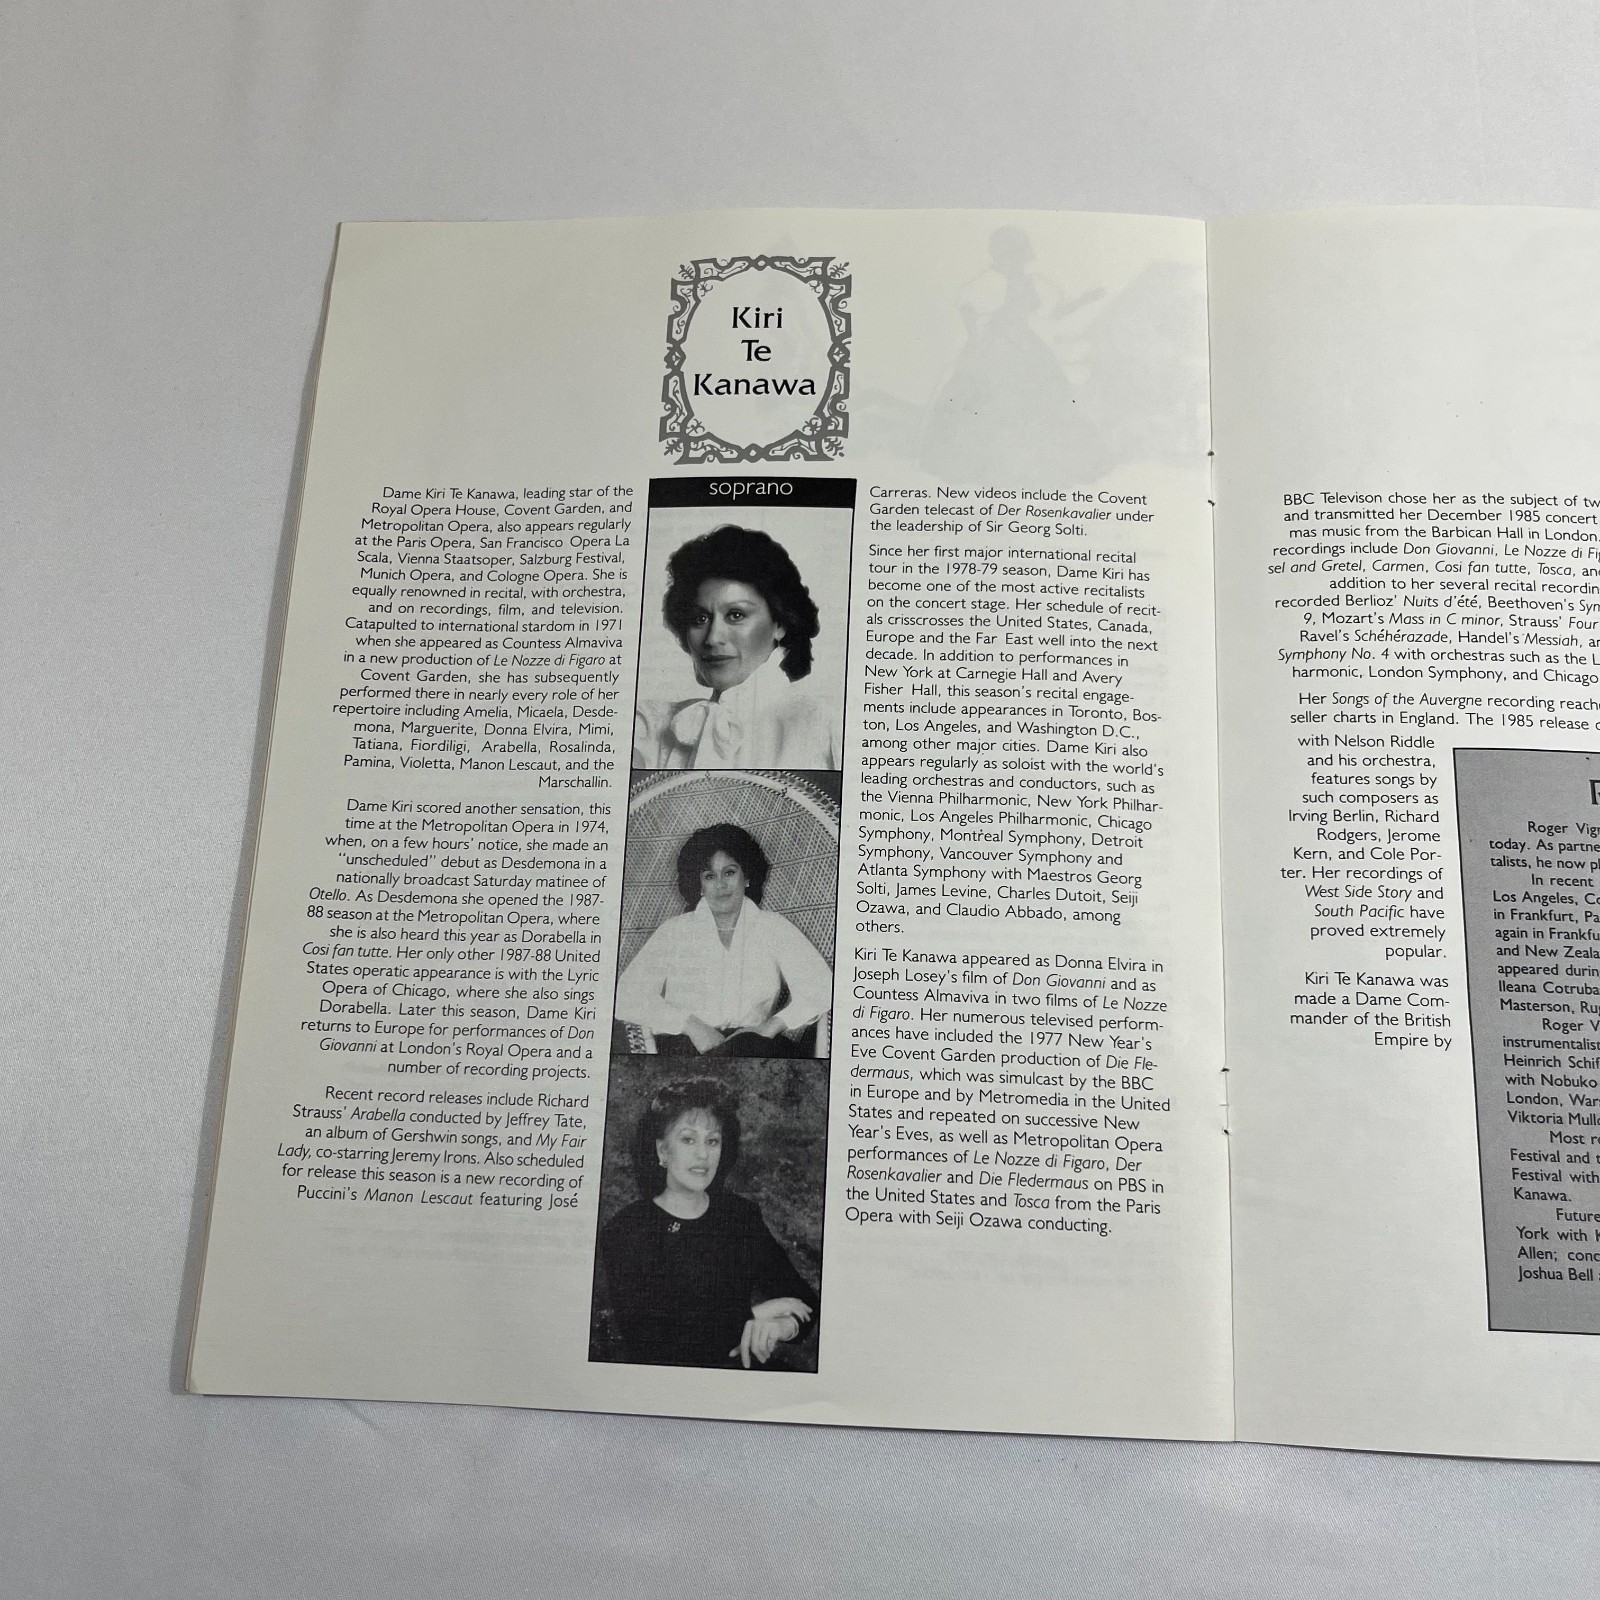 Kiri
Te
Kanawa
soprano
Dame Kiri Te Kanawa, leading star of the
Royal Opera House, Covent Garden, and
Metropolitan Opera, also appears regularly
at the Paris Opera, San Francisco Opera La
Scala, Vienna Staatsoper, Salzburg Festival,
Munich Opera, and Cologne Opera. She is
equally renowned in recital, with orchestra,
and on recordings, film, and television.
Catapulted to international stardom in 1971
when she appeared as Countess Almaviva
in a new production of Le Nozze di Figaro at
Covent Garden, she has subsequently
performed there in nearly every role of her
repertoire including Amelia, Micaela, Desde-
mona, Marguerite, Donna Elvira, Mimi,
Tatiana, Fiordiligi, Arabella, Rosalinda,
Pamina, Violetta, Manon Lescaut, and the
Marschallin.
Dame Kiri scored another sensation, this
time at the Metropolitan Opera in 1974,
when, on a few hours' notice, she made an
"unscheduled" debut as Desdemona in a
nationally broadcast Saturday matinee of
Otello. As Desdemona she opened the 1987-
88 season at the Metropolitan Opera, where
she is also heard this year as Dorabella in
Cosi fan tutte. Her only other 1987-88 United
States operatic appearance is with the Lyric
Opera of Chicago, where she also sings
Dorabella. Later this season, Dame Kiri
returns to Europe for performances of Don
Giovanni at London's Royal Opera and a
number of recording projects.
Recent record releases include Richard
Strauss' Arabella conducted by Jeffrey Tate,
an album of Gershwin songs, and My Fair
Lady, co-starring Jeremy Irons. Also scheduled
for release this season is a new recording of
Puccini's Manon Lescaut featuring José
Carreras. New videos include the Covent
Garden telecast of Der Rosenkavalier under
the leadership of Sir Georg Solti.
Since her first major international recital
tour in the 1978-79 season, Dame Kiri has
become one of the most active recitalists
on the concert stage. Her schedule of recit-
als crisscrosses the United States, Canada,
Europe and the Far East well into the next
decade. In addition to performances in
New York at Carnegie Hall and Avery
Fisher Hall, this season's recital engage-
ments include appearances in Toronto, Bos-
ton, Los Angeles, and Washington D.C.,
among other major cities. Dame Kiri also
appears regularly as soloist with the world's
leading orchestras and conductors, such as
the Vienna Philharmonic, New York Philhar-
monic, Los Angeles Philharmonic, Chicago
Symphony, Montreal Symphony, Detroit
Symphony, Vancouver Symphony and
Atlanta Symphony with Maestros Georg
Solti, James Levine, Charles Dutoit, Seiji
Ozawa, and Claudio Abbado, among
others.
Kiri Te Kanawa appeared as Donna Elvira in
Joseph Losey's film of Don Giovanni and as
Countess Almaviva in two films of Le Nozze
di Figaro. Her numerous televised perform-
ances have included the 1977 New Year's
Eve Covent Garden production of Die Fle-
dermaus, which was simulcast by the BBC
in Europe and by Metromedia in the United
States and repeated on successive New
Year's Eves, as well as Metropolitan Opera
performances of Le Nozze di Figaro, Der
Rosenkavalier and Die Fledermaus on PBS in
the United States and Tosca from the Paris
Opera with Seiji Ozawa conducting.
BBC Televison chose her as the subject of
and transmitted her December 1985 concert
mas music from the Barbican Hall in London.
recordings include Don Giovanni, Le Nozze di
sel and Gretel, Carmen, Cosi fan tutte, Tosca,
addition to her several recital
recorded Berlioz' Nuits d'été, Beethoven's
9, Mozart's Mass in C minor, Strauss' Four
Ravel's Schéhérazade, Handel's Messiah,
Symphony No. 4 with orchestras such as the
harmonic, London Symphony, and Chicago
Her Songs of the Auvergne recording
seller charts in England. The 1985 release
with Nelson Riddle
and his orchestra,
features songs by
such composers as
Irving Berlin, Richard
Rodgers, Jerome
Kern, and Cole Por-
ter. Her recordings of
West Side Story and
South Pacific have
proved extremely
popular.
Kiri Te Kanawa was
made a Dame Com-
mander of the British
Empire by
Roger
today. As
talists, he now
In recent
Los Angeles,
in Frankfurt,
again in
and New
appeared
Ileana
Masterson,
Roger
instrumentalist
Heinrich
with Nobuko
London,
Viktoria
Most
Festival and
Festival with
Kanawa.
Future
York with
Allen;
Joshua Bell